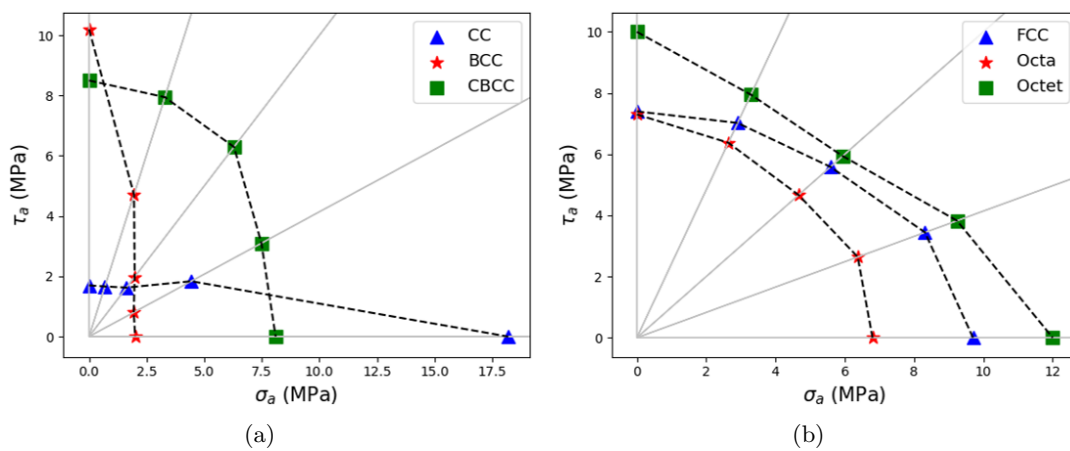 CC
BCC
CBCC
10
8
6
4
2
0
τa (MPa)
0.0 2.5 5.0 7.5 10.0 12.5 15.0 17.5
σa (MPa)
(a)
FCC
Octa
Octet
10
8
6
4
2
0
τa (MPa)
0 2 4 6 8 10 12
σa (MPa)
(b)